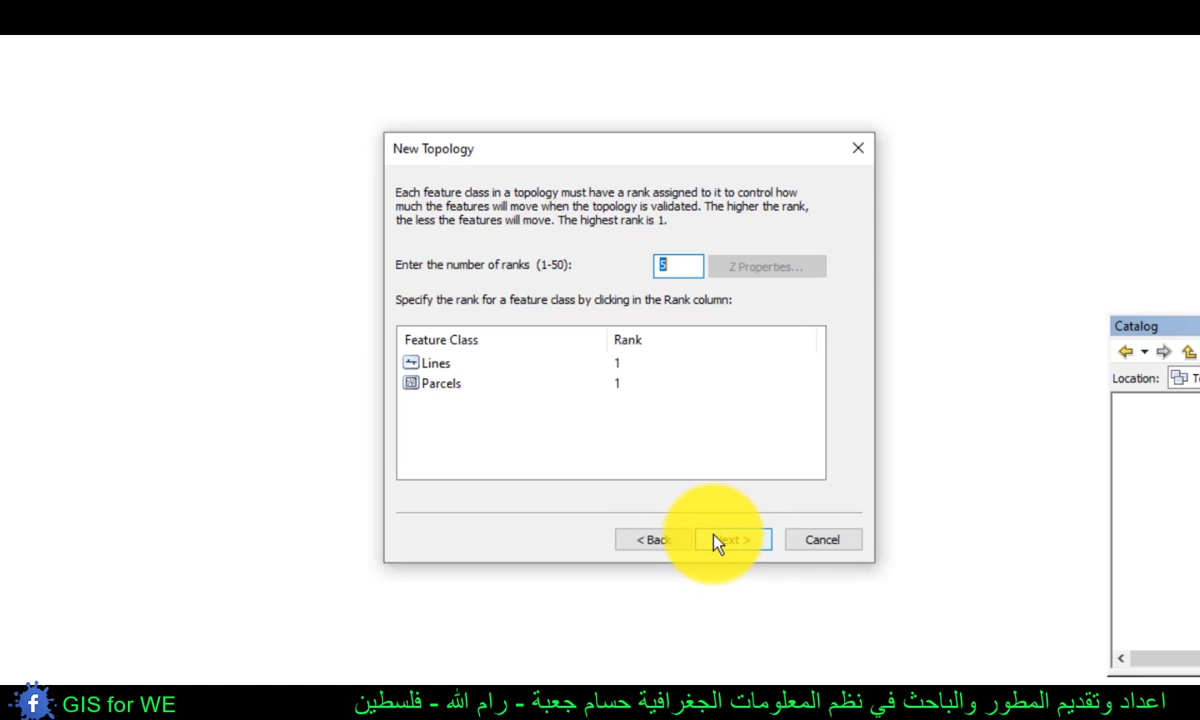 New Topology
Each feature class in a topology must have a rank assigned to it to control how
much the features will move when the topology is validated. The higher the rank,
the less the features will move. The highest rank is 1.
Enter the number of ranks (1-50):
5
Z Properties...
Specify the rank for a feature class by clicking in the Rank column:
Feature Class Rank
Lines 1
Parcels 1
< Back
Next >
Cancel
Catalog
Location:
GIS for WE
اعداد وتقديم المطور والباحث في نظم المعلومات الجغرافية حسام جعبة - رام الله - فلسطين